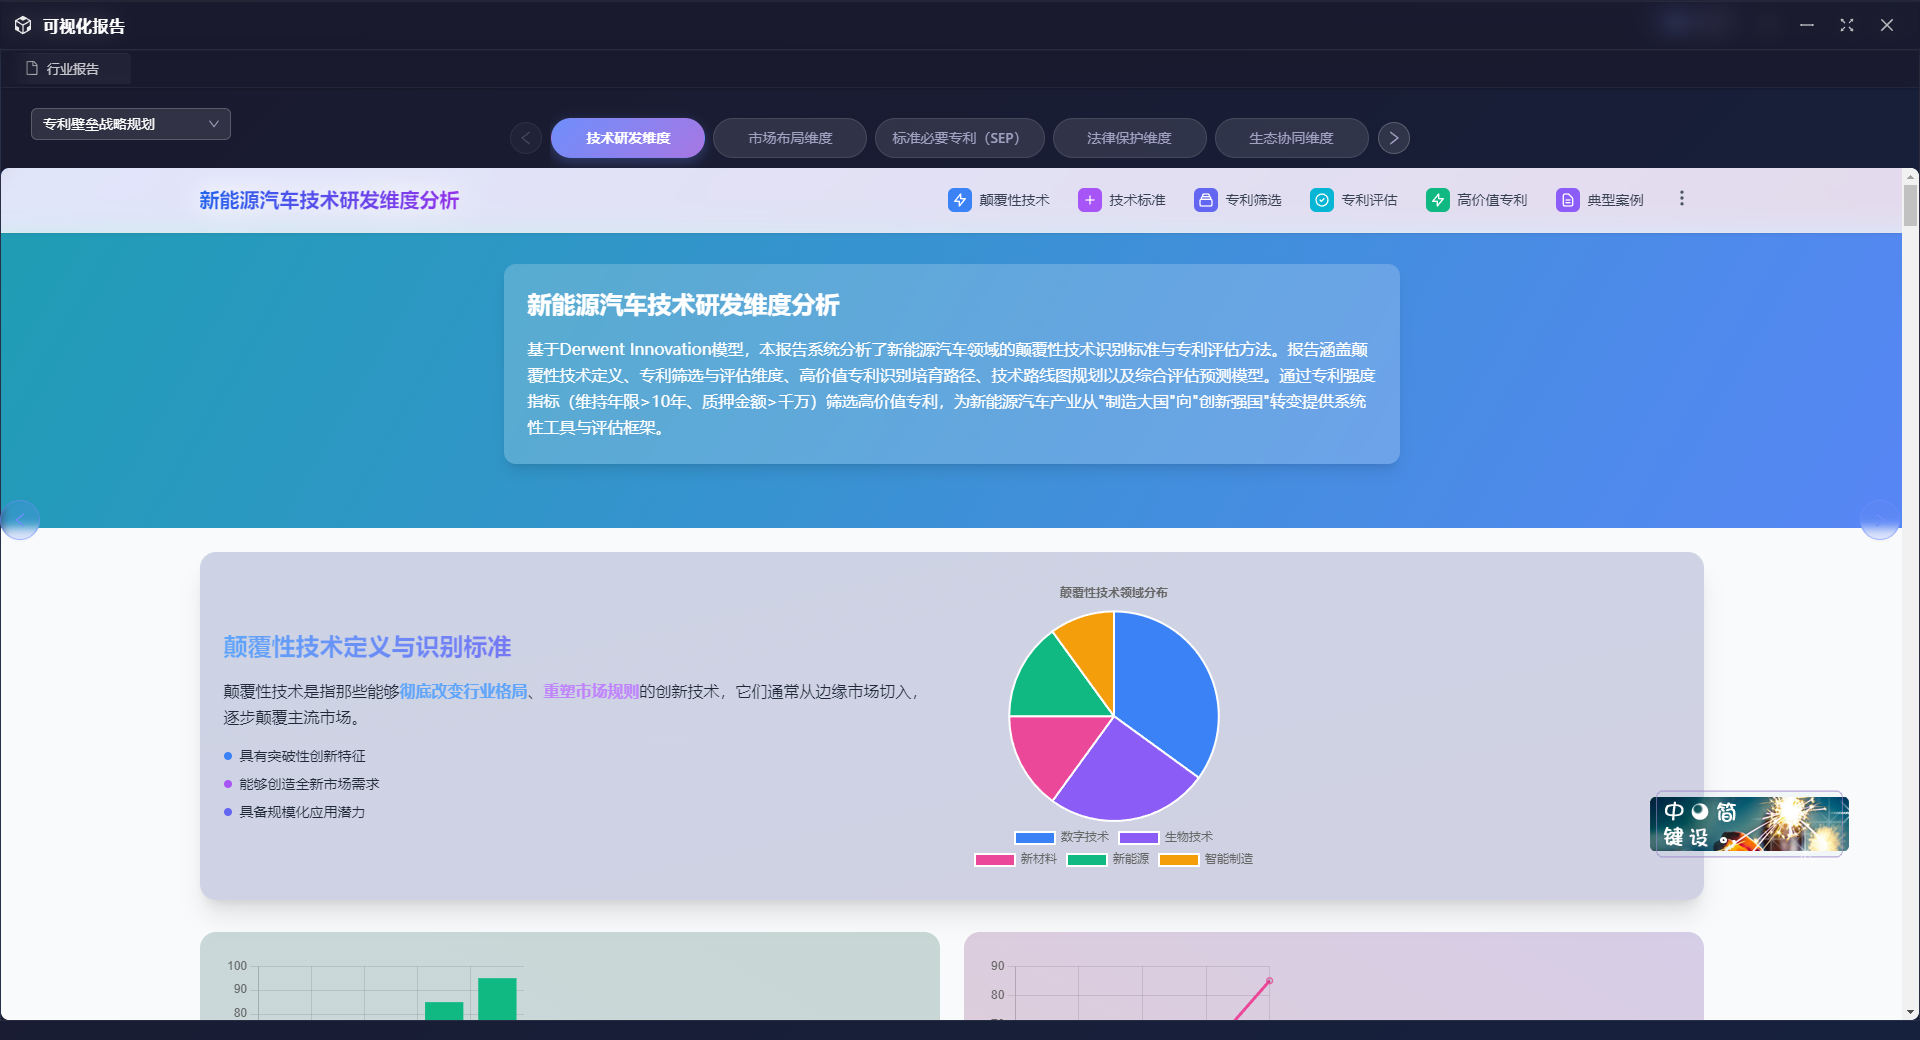 可视化报告
行业报告
专利壁垒战略规划
技术研发维度
市场布局维度
标准必要专利（SEP）
法律保护维度
生态协同维度
新能源汽车技术研发维度分析
颠覆性技术
技术标准
专利筛选
专利评估
高价值专利
典型案例
新能源汽车技术研发维度分析
基于Derwent Innovation模型，本报告系统分析了新能源汽车领域的颠覆性技术识别标准与专利评估方法。报告涵盖颠
覆性技术定义、专利筛选与评估维度、高价值专利识别培育路径、技术路线图规划以及综合评估预测模型。通过专利强度
指标（维持年限>10年、质押金额>千万）筛选高价值专利，为新能源汽车产业从"制造大国"向"创新强国"转变提供系统
性工具与评估框架。
颠覆性技术定义与识别标准
颠覆性技术是指那些能够彻底改变行业格局、重塑市场规则的创新技术，它们通常从边缘市场切入，
逐步颠覆主流市场。
具有突破性创新特征
能够创造全新市场需求
具备规模化应用潜力
颠覆性技术领域分布
数字技术
生物技术
新材料
新能源
智能制造
中 简
键 设
100
90
80
90
80